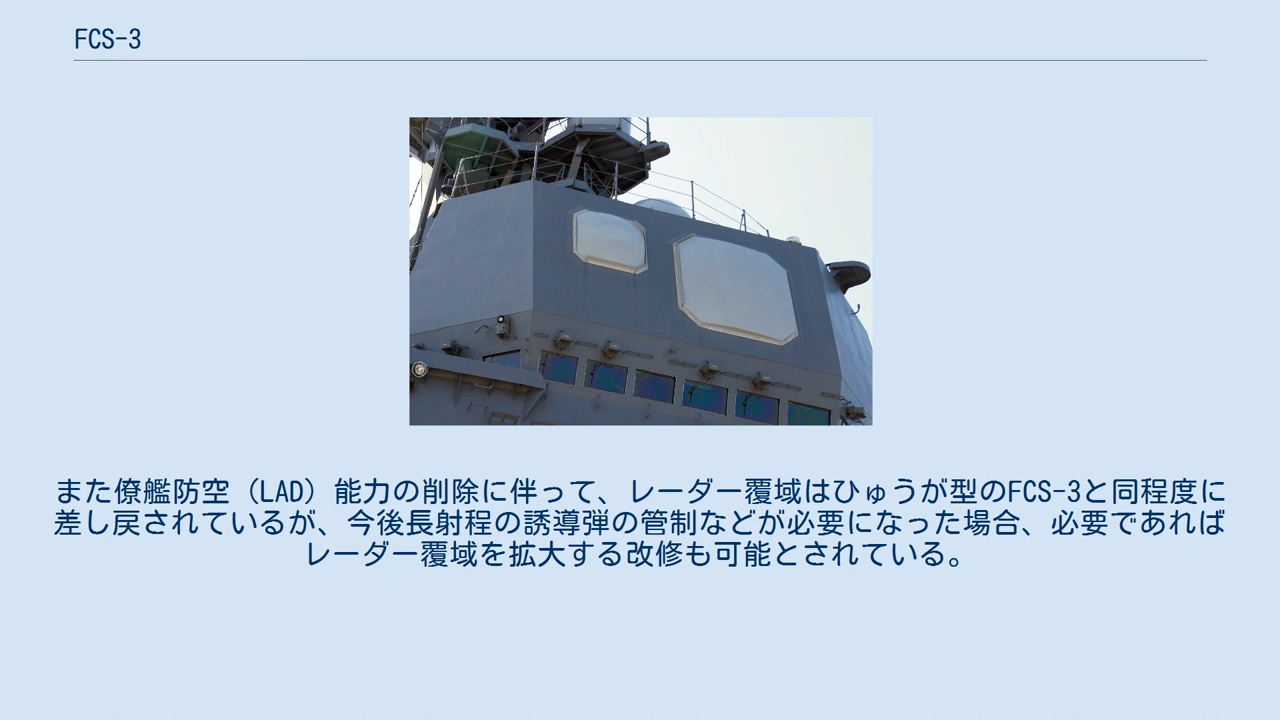 FCS-3
また僚艦防空（LAD）能力の削除に伴って、レーダー覆域はひゅうが型のFCS-3と同程度に
差し戻されているが、今後長射程の誘導弾の管制などが必要になった場合、必要であれば
レーダー覆域を拡大する改修も可能とされている。